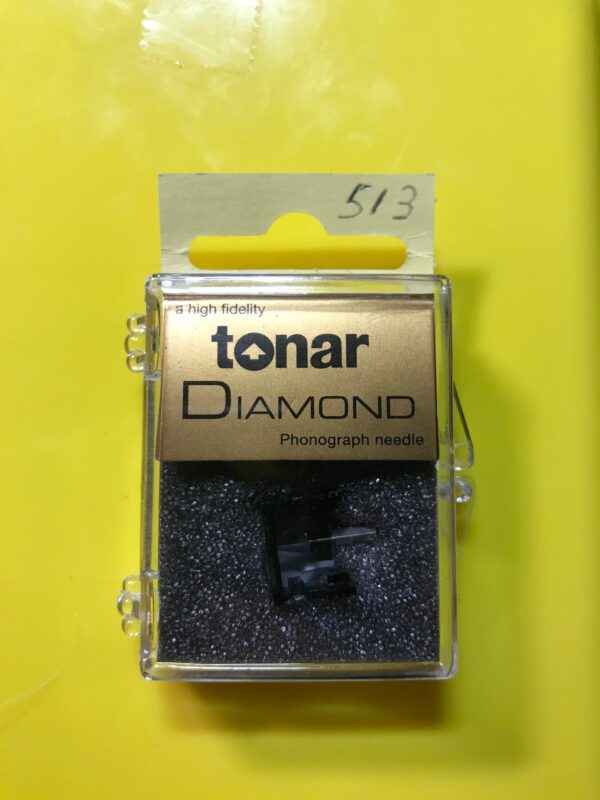 513
a high fidelity
tonar
DIAMOND
Phonograph needle